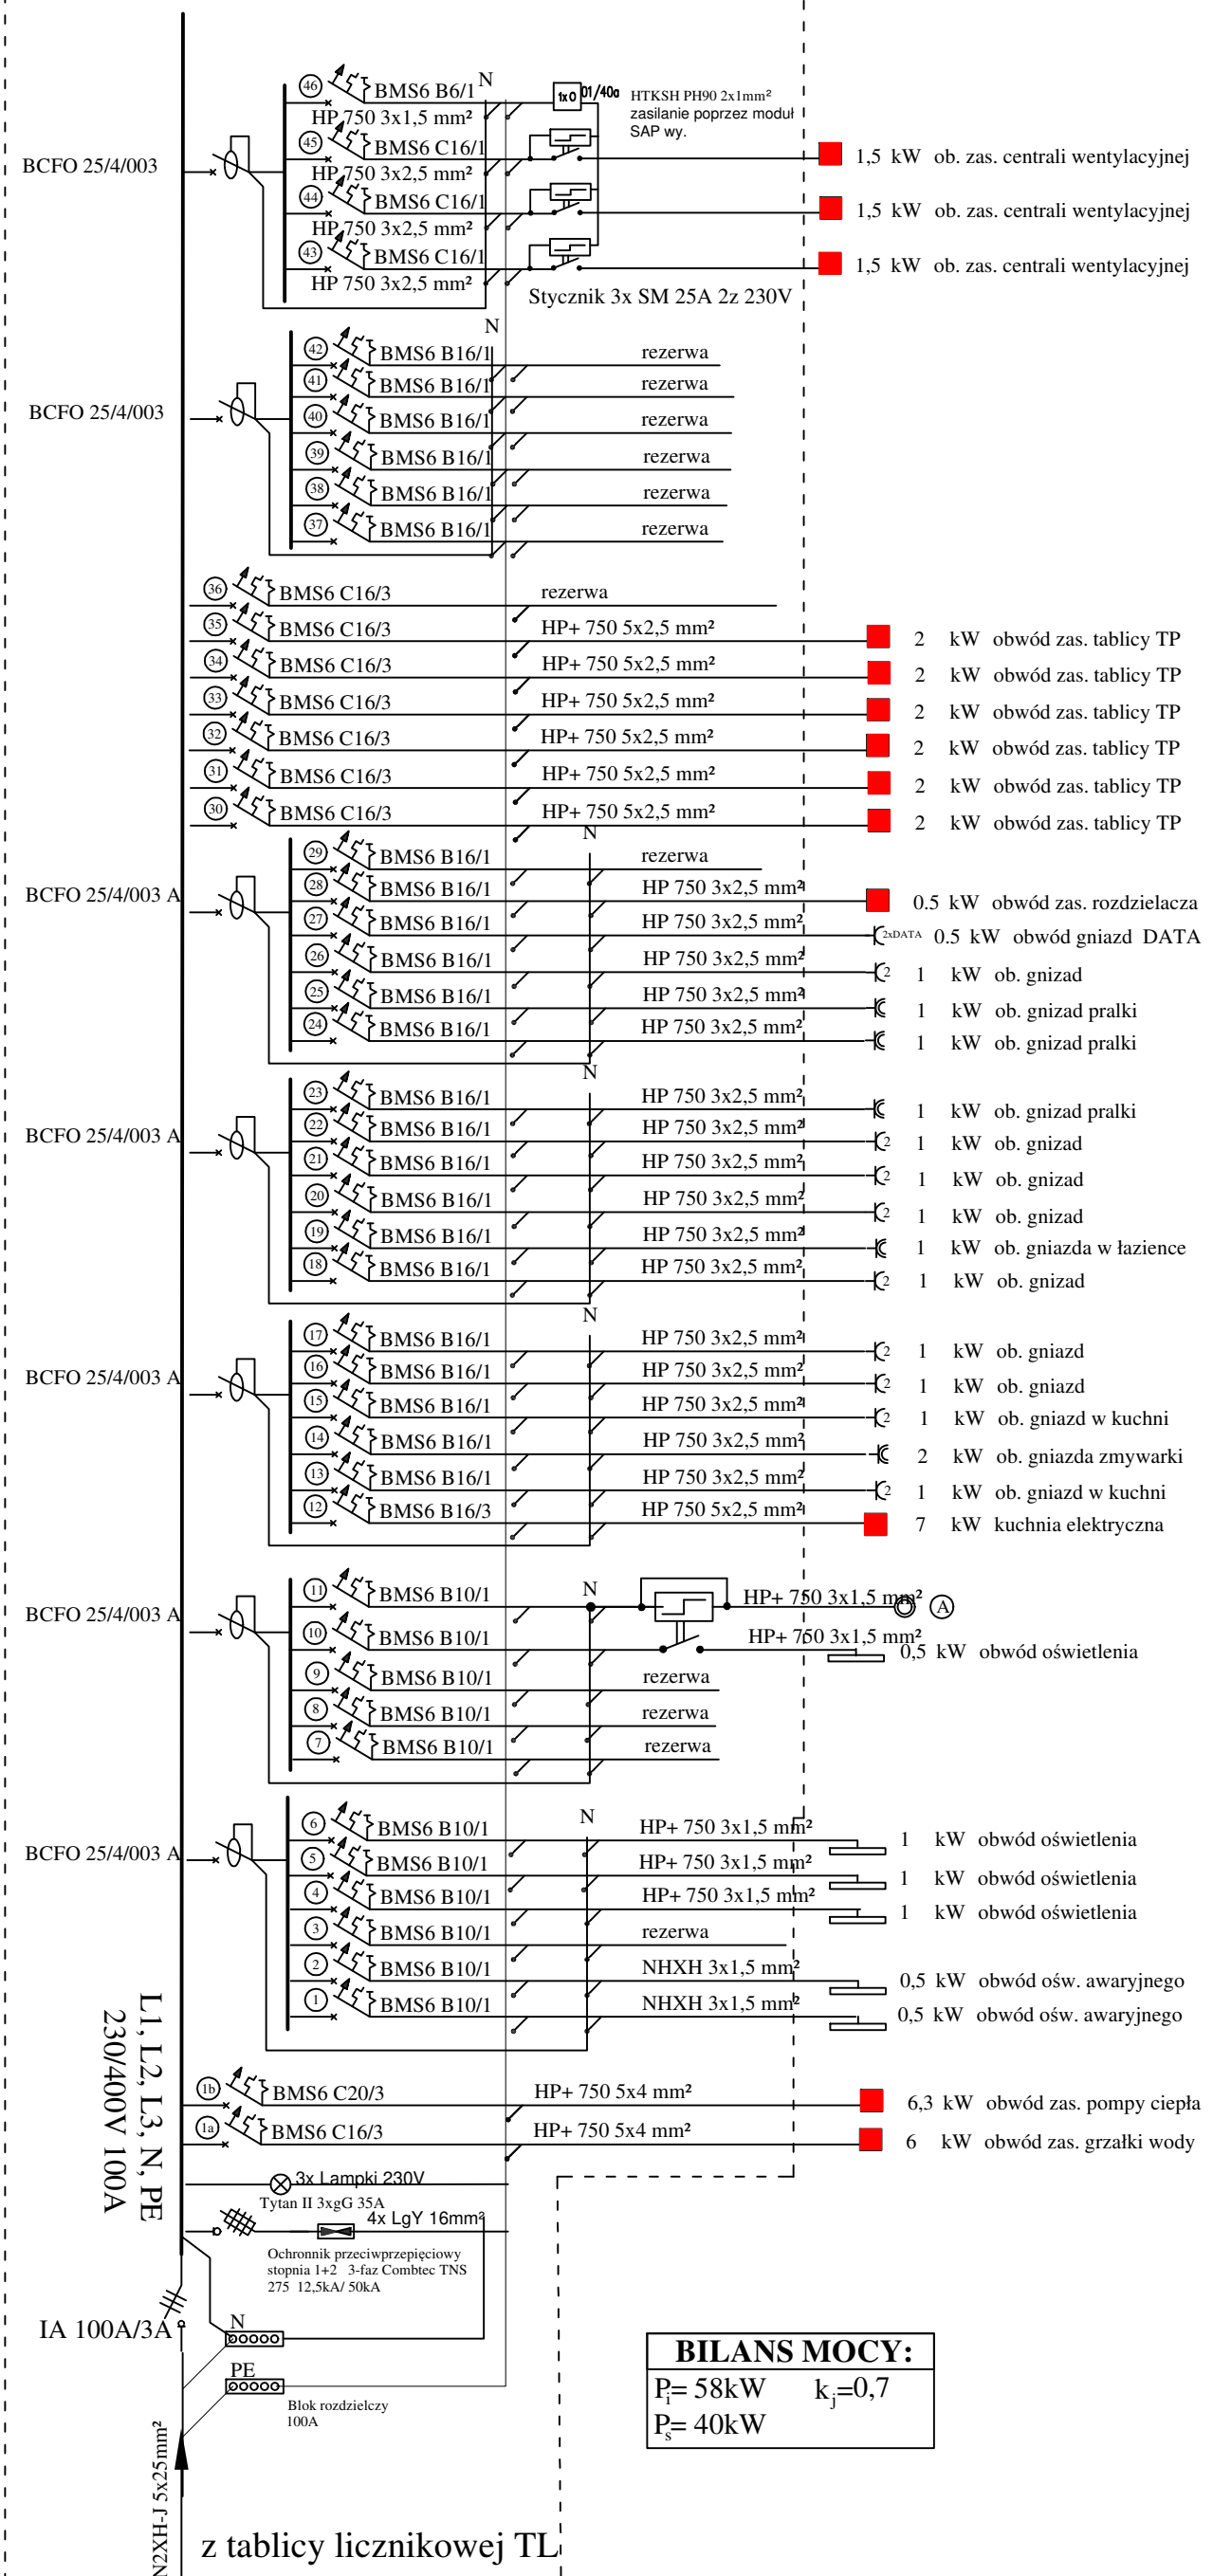 46 BMS6 B6/1 N 1x0 01/40a HTKSH PH90 2x1mm²
zasilanie poprzez moduł
SAP wy.
HP 750 3x1,5 mm²
BCFO 25/4/003
45 BMS6 C16/1 1,5 kW ob. zas. centrali wentylacyjnej
HP 750 3x2,5 mm²
44 BMS6 C16/1 1,5 kW ob. zas. centrali wentylacyjnej
HP 750 3x2,5 mm²
43 BMS6 C16/1 1,5 kW ob. zas. centrali wentylacyjnej
HP 750 3x2,5 mm²
Stycznik 3x SM 25A 2z 230V
N
BCFO 25/4/003
42 BMS6 B16/1 rezerwa
41 BMS6 B16/1 rezerwa
40 BMS6 B16/1 rezerwa
39 BMS6 B16/1 rezerwa
38 BMS6 B16/1 rezerwa
37 BMS6 B16/1 rezerwa
36 BMS6 C16/3 rezerwa
35 BMS6 C16/3 HP+ 750 5x2,5 mm² 2 kW obwód zas. tablicy TP
34 BMS6 C16/3 HP+ 750 5x2,5 mm² 2 kW obwód zas. tablicy TP
33 BMS6 C16/3 HP+ 750 5x2,5 mm² 2 kW obwód zas. tablicy TP
32 BMS6 C16/3 HP+ 750 5x2,5 mm² 2 kW obwód zas. tablicy TP
31 BMS6 C16/3 HP+ 750 5x2,5 mm² 2 kW obwód zas. tablicy TP
30 BMS6 C16/3 HP+ 750 5x2,5 mm² 2 kW obwód zas. tablicy TP
N
BCFO 25/4/003 A
29 BMS6 B16/1 rezerwa
28 BMS6 B16/1 HP 750 3x2,5 mm² 0.5 kW obwód zas. rozdzielacza
27 BMS6 B16/1 HP 750 3x2,5 mm² 2xDATA 0.5 kW obwód gniazd DATA
26 BMS6 B16/1 HP 750 3x2,5 mm² 2 1 kW ob. gnizad
25 BMS6 B16/1 HP 750 3x2,5 mm² 1 kW ob. gnizad pralki
24 BMS6 B16/1 HP 750 3x2,5 mm² 1 kW ob. gnizad pralki
N
BCFO 25/4/003 A
23 BMS6 B16/1 HP 750 3x2,5 mm² 1 kW ob. gnizad pralki
22 BMS6 B16/1 HP 750 3x2,5 mm² 2 1 kW ob. gnizad
21 BMS6 B16/1 HP 750 3x2,5 mm² 2 1 kW ob. gnizad
20 BMS6 B16/1 HP 750 3x2,5 mm² 2 1 kW ob. gnizad
19 BMS6 B16/1 HP 750 3x2,5 mm² 1 kW ob. gniazda w łazience
18 BMS6 B16/1 HP 750 3x2,5 mm² 2 1 kW ob. gnizad
N
BCFO 25/4/003 A
17 BMS6 B16/1 HP 750 3x2,5 mm² 2 1 kW ob. gniazd
16 BMS6 B16/1 HP 750 3x2,5 mm² 2 1 kW ob. gniazd
15 BMS6 B16/1 HP 750 3x2,5 mm² 2 1 kW ob. gniazd w kuchni
14 BMS6 B16/1 HP 750 3x2,5 mm² 2 kW ob. gniazda zmywarki
13 BMS6 B16/1 HP 750 3x2,5 mm² 2 1 kW ob. gniazd w kuchni
12 BMS6 B16/3 HP 750 5x2,5 mm² 7 kW kuchnia elektryczna
BCFO 25/4/003 A
11 BMS6 B10/1 N HP+ 750 3x1,5 mm² A
10 BMS6 B10/1 HP+ 750 3x1,5 mm² 0,5 kW obwód oświetlenia
9 BMS6 B10/1 rezerwa
8 BMS6 B10/1 rezerwa
7 BMS6 B10/1 rezerwa
N
BCFO 25/4/003 A
6 BMS6 B10/1 HP+ 750 3x1,5 mm² 1 kW obwód oświetlenia
5 BMS6 B10/1 HP+ 750 3x1,5 mm² 1 kW obwód oświetlenia
4 BMS6 B10/1 HP+ 750 3x1,5 mm² 1 kW obwód oświetlenia
3 BMS6 B10/1 rezerwa
2 BMS6 B10/1 NHXH 3x1,5 mm² 0,5 kW obwód ośw. awaryjnego
1 BMS6 B10/1 NHXH 3x1,5 mm² 0,5 kW obwód ośw. awaryjnego
L1, L2, L3, N, PE
230/400V 100A
1b BMS6 C20/3 HP+ 750 5x4 mm² 6,3 kW obwód zas. pompy ciepła
1a BMS6 C16/3 HP+ 750 5x4 mm² 6 kW obwód zas. grzałki wody
3x Lampki 230V
Tytan II 3xgG 35A
4x LgY 16mm²
Ochronnik przeciwprzepięciowy
stopnia 1+2 3-faz Combtec TNS
275 12,5kA/ 50kA
IA 100A/3A
N
PE
Blok rozdzielczy
100A
BILANS MOCY:
Pi= 58kW kj=0,7
Ps= 40kW
N2XH-J 5x25mm²
z tablicy licznikowej TL